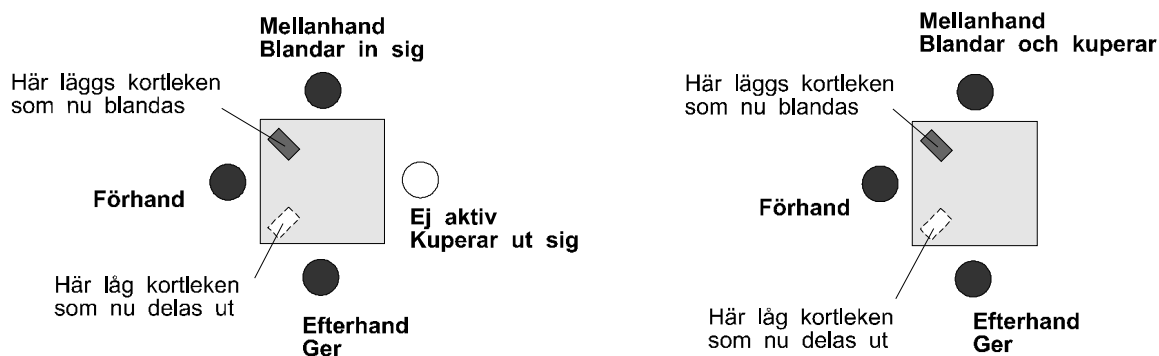 Mellanhand
Blandar in sig
Här läggs kortleken
som nu blandas
Förhand
Ej aktiv
Kuperar ut sig
Här låg kortleken
som nu delas ut
Efterhand
Ger
Mellanhand
Blandar och kuperar
Här läggs kortleken
som nu blandas
Förhand
Här låg kortleken
som nu delas ut
Efterhand
Ger